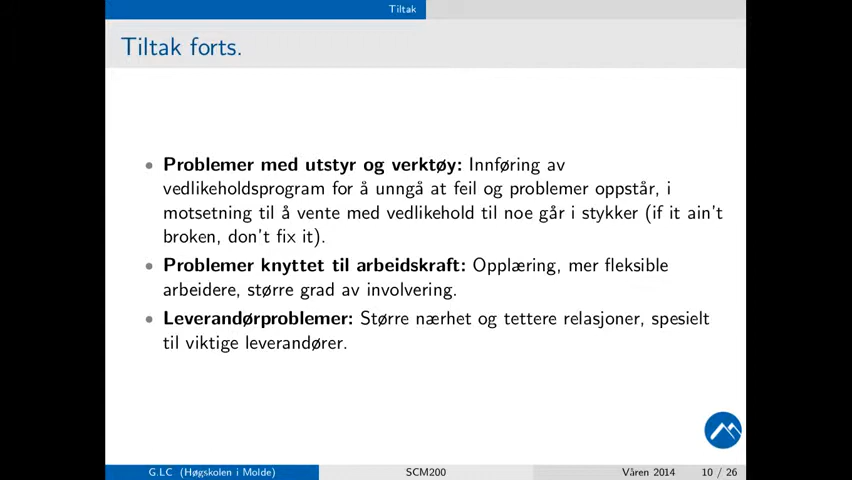 Tiltak
Tiltak forts.
• Problemer med utstyr og verktøy: Innføring av
vedlikeholdsprogram for å unngå at feil og problemer oppstår, i
motsetning til å vente med vedlikehold til noe går i stykker (if it ain't
broken, don't fix it).
• Problemer knyttet til arbeidskraft: Opplæring, mer fleksible
arbeidere, større grad av involvering.
• Leverandørproblemer: Større nærhet og tettere relasjoner, spesielt
til viktige leverandører.
G.LC (Høgskolen i Molde) SCM200 Våren 2014 10 / 26